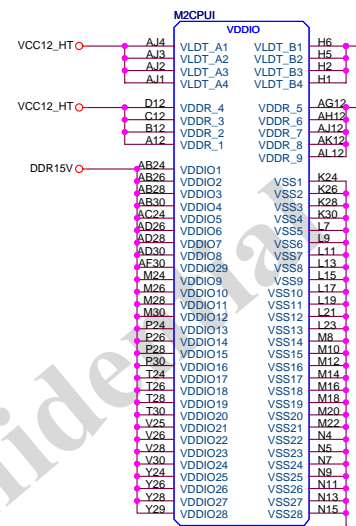 M2CPUI
VDDIO
VCC12_HT AJ4 VLDT_A1 VLDT_B1 H6
AJ3 VLDT_A2 VLDT_B2 H5
AJ2 VLDT_A3 VLDT_B3 H2
AJ1 VLDT_A4 VLDT_B4 H1
VCC12_HT D12 VDDR_4 VDDR_5 AG12
C12 VDDR_3 VDDR_6 AH12
B12 VDDR_2 VDDR_7 AJ12
A12 VDDR_1 VDDR_8 AK12
VDDR_9 AL12
DDR15V AB24 VDDIO1
AB26 VDDIO2 VSS1 K24
AB28 VDDIO3 VSS2 K26
AB30 VDDIO4 VSS3 K28
AC24 VDDIO5 VSS4 K30
AD26 VDDIO6 VSS5 L7
AD28 VDDIO7 VSS6 L9
AD30 VDDIO8 VSS7 L11
AF30 VDDIO29 VSS8 L13
M24 VDDIO9 VSS9 L15
M26 VDDIO10 VSS10 L17
M28 VDDIO11 VSS11 L19
M30 VDDIO12 VSS12 L21
P24 VDDIO13 VSS13 L23
P26 VDDIO14 VSS14 M8
P28 VDDIO15 VSS15 M10
P30 VDDIO16 VSS16 M12
T24 VDDIO17 VSS17 M14
T26 VDDIO18 VSS18 M16
T28 VDDIO19 VSS19 M18
T30 VDDIO20 VSS20 M20
V25 VDDIO21 VSS21 M22
V26 VDDIO22 VSS22 N4
V28 VDDIO23 VSS23 N5
V30 VDDIO24 VSS24 N7
Y24 VDDIO25 VSS25 N9
Y26 VDDIO26 VSS26 N11
Y28 VDDIO27 VSS27 N13
Y29 VDDIO28 VSS28 N15
fidential